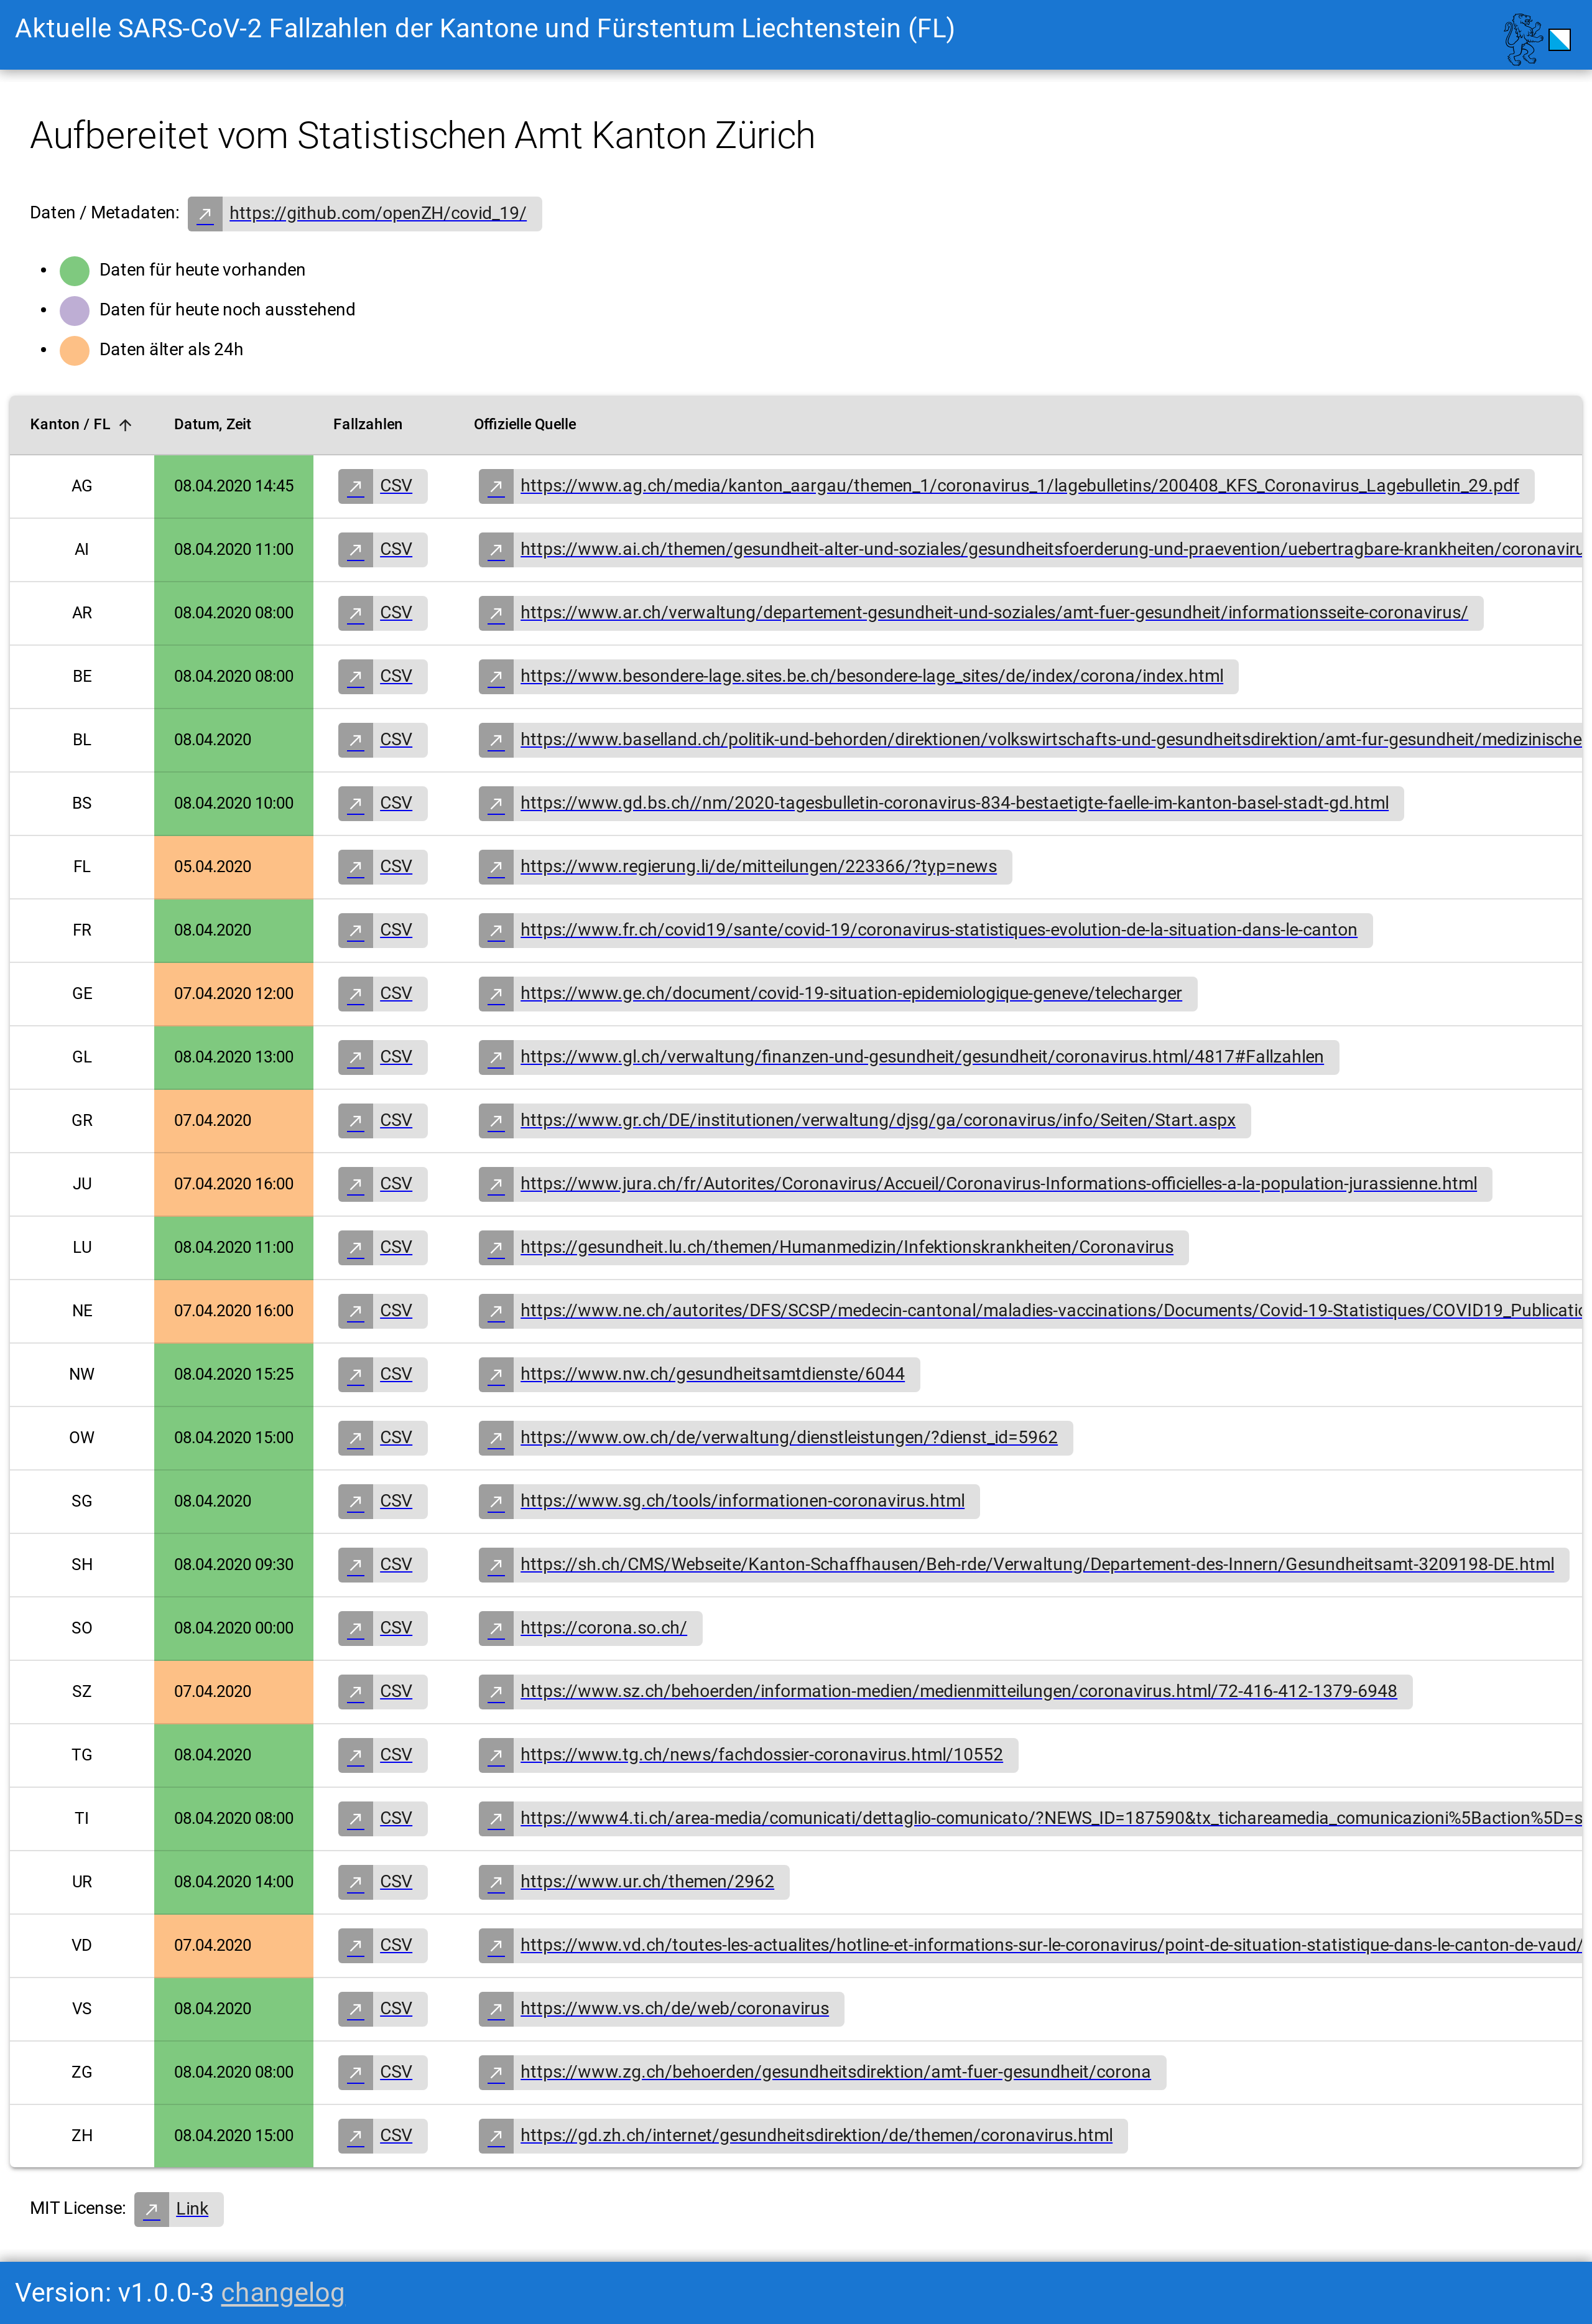 Aktuelle SARS-CoV-2 Fallzahlen der Kantone und Fürstentum Liechtenstein (FL)
Aufbereitet vom Statistischen Amt Kanton Zürich
Daten / Metadaten: https://github.com/openZH/covid_19/
Daten für heute vorhanden
Daten für heute noch ausstehend
Daten älter als 24h
Kanton / FL Datum, Zeit Fallzahlen Offizielle Quelle
AG 08.04.2020 14:45 CSV https://www.ag.ch/media/kanton_aargau/themen_1/coronavirus_1/lagebulletins/200408_KFS_Coronavirus_Lagebulletin_29.pdf
AI 08.04.2020 11:00 CSV https://www.ai.ch/themen/gesundheit-alter-und-soziales/gesundheitsfoerderung-und-praevention/uebertragbare-krankheiten/coronaviru
AR 08.04.2020 08:00 CSV https://www.ar.ch/verwaltung/departement-gesundheit-und-soziales/amt-fuer-gesundheit/informationsseite-coronavirus/
BE 08.04.2020 08:00 CSV https://www.besondere-lage.sites.be.ch/besondere-lage_sites/de/index/corona/index.html
BL 08.04.2020 CSV https://www.baselland.ch/politik-und-behorden/direktionen/volkswirtschafts-und-gesundheitsdirektion/amt-fur-gesundheit/medizinische
BS 08.04.2020 10:00 CSV https://www.gd.bs.ch//nm/2020-tagesbulletin-coronavirus-834-bestaetigte-faelle-im-kanton-basel-stadt-gd.html
FL 05.04.2020 CSV https://www.regierung.li/de/mitteilungen/223366/?typ=news
FR 08.04.2020 CSV https://www.fr.ch/covid19/sante/covid-19/coronavirus-statistiques-evolution-de-la-situation-dans-le-canton
GE 07.04.2020 12:00 CSV https://www.ge.ch/document/covid-19-situation-epidemiologique-geneve/telecharger
GL 08.04.2020 13:00 CSV https://www.gl.ch/verwaltung/finanzen-und-gesundheit/gesundheit/coronavirus.html/4817#Fallzahlen
GR 07.04.2020 CSV https://www.gr.ch/DE/institutionen/verwaltung/djsg/ga/coronavirus/info/Seiten/Start.aspx
JU 07.04.2020 16:00 CSV https://www.jura.ch/fr/Autorites/Coronavirus/Accueil/Coronavirus-Informations-officielles-a-la-population-jurassienne.html
LU 08.04.2020 11:00 CSV https://gesundheit.lu.ch/themen/Humanmedizin/Infektionskrankheiten/Coronavirus
NE 07.04.2020 16:00 CSV https://www.ne.ch/autorites/DFS/SCSP/medecin-cantonal/maladies-vaccinations/Documents/Covid-19-Statistiques/COVID19_Publicatio
NW 08.04.2020 15:25 CSV https://www.nw.ch/gesundheitsamtdienste/6044
OW 08.04.2020 15:00 CSV https://www.ow.ch/de/verwaltung/dienstleistungen/?dienst_id=5962
SG 08.04.2020 CSV https://www.sg.ch/tools/informationen-coronavirus.html
SH 08.04.2020 09:30 CSV https://sh.ch/CMS/Webseite/Kanton-Schaffhausen/Beh-rde/Verwaltung/Departement-des-Innern/Gesundheitsamt-3209198-DE.html
SO 08.04.2020 00:00 CSV https://corona.so.ch/
SZ 07.04.2020 CSV https://www.sz.ch/behoerden/information-medien/medienmitteilungen/coronavirus.html/72-416-412-1379-6948
TG 08.04.2020 CSV https://www.tg.ch/news/fachdossier-coronavirus.html/10552
TI 08.04.2020 08:00 CSV https://www4.ti.ch/area-media/comunicati/dettaglio-comunicato/?NEWS_ID=187590&tx_tichareamedia_comunicazioni%5Baction%5D=s
UR 08.04.2020 14:00 CSV https://www.ur.ch/themen/2962
VD 07.04.2020 CSV https://www.vd.ch/toutes-les-actualites/hotline-et-informations-sur-le-coronavirus/point-de-situation-statistique-dans-le-canton-de-vaud/
VS 08.04.2020 CSV https://www.vs.ch/de/web/coronavirus
ZG 08.04.2020 08:00 CSV https://www.zg.ch/behoerden/gesundheitsdirektion/amt-fuer-gesundheit/corona
ZH 08.04.2020 15:00 CSV https://gd.zh.ch/internet/gesundheitsdirektion/de/themen/coronavirus.html
MIT License: Link
Version: v1.0.0-3 changelog